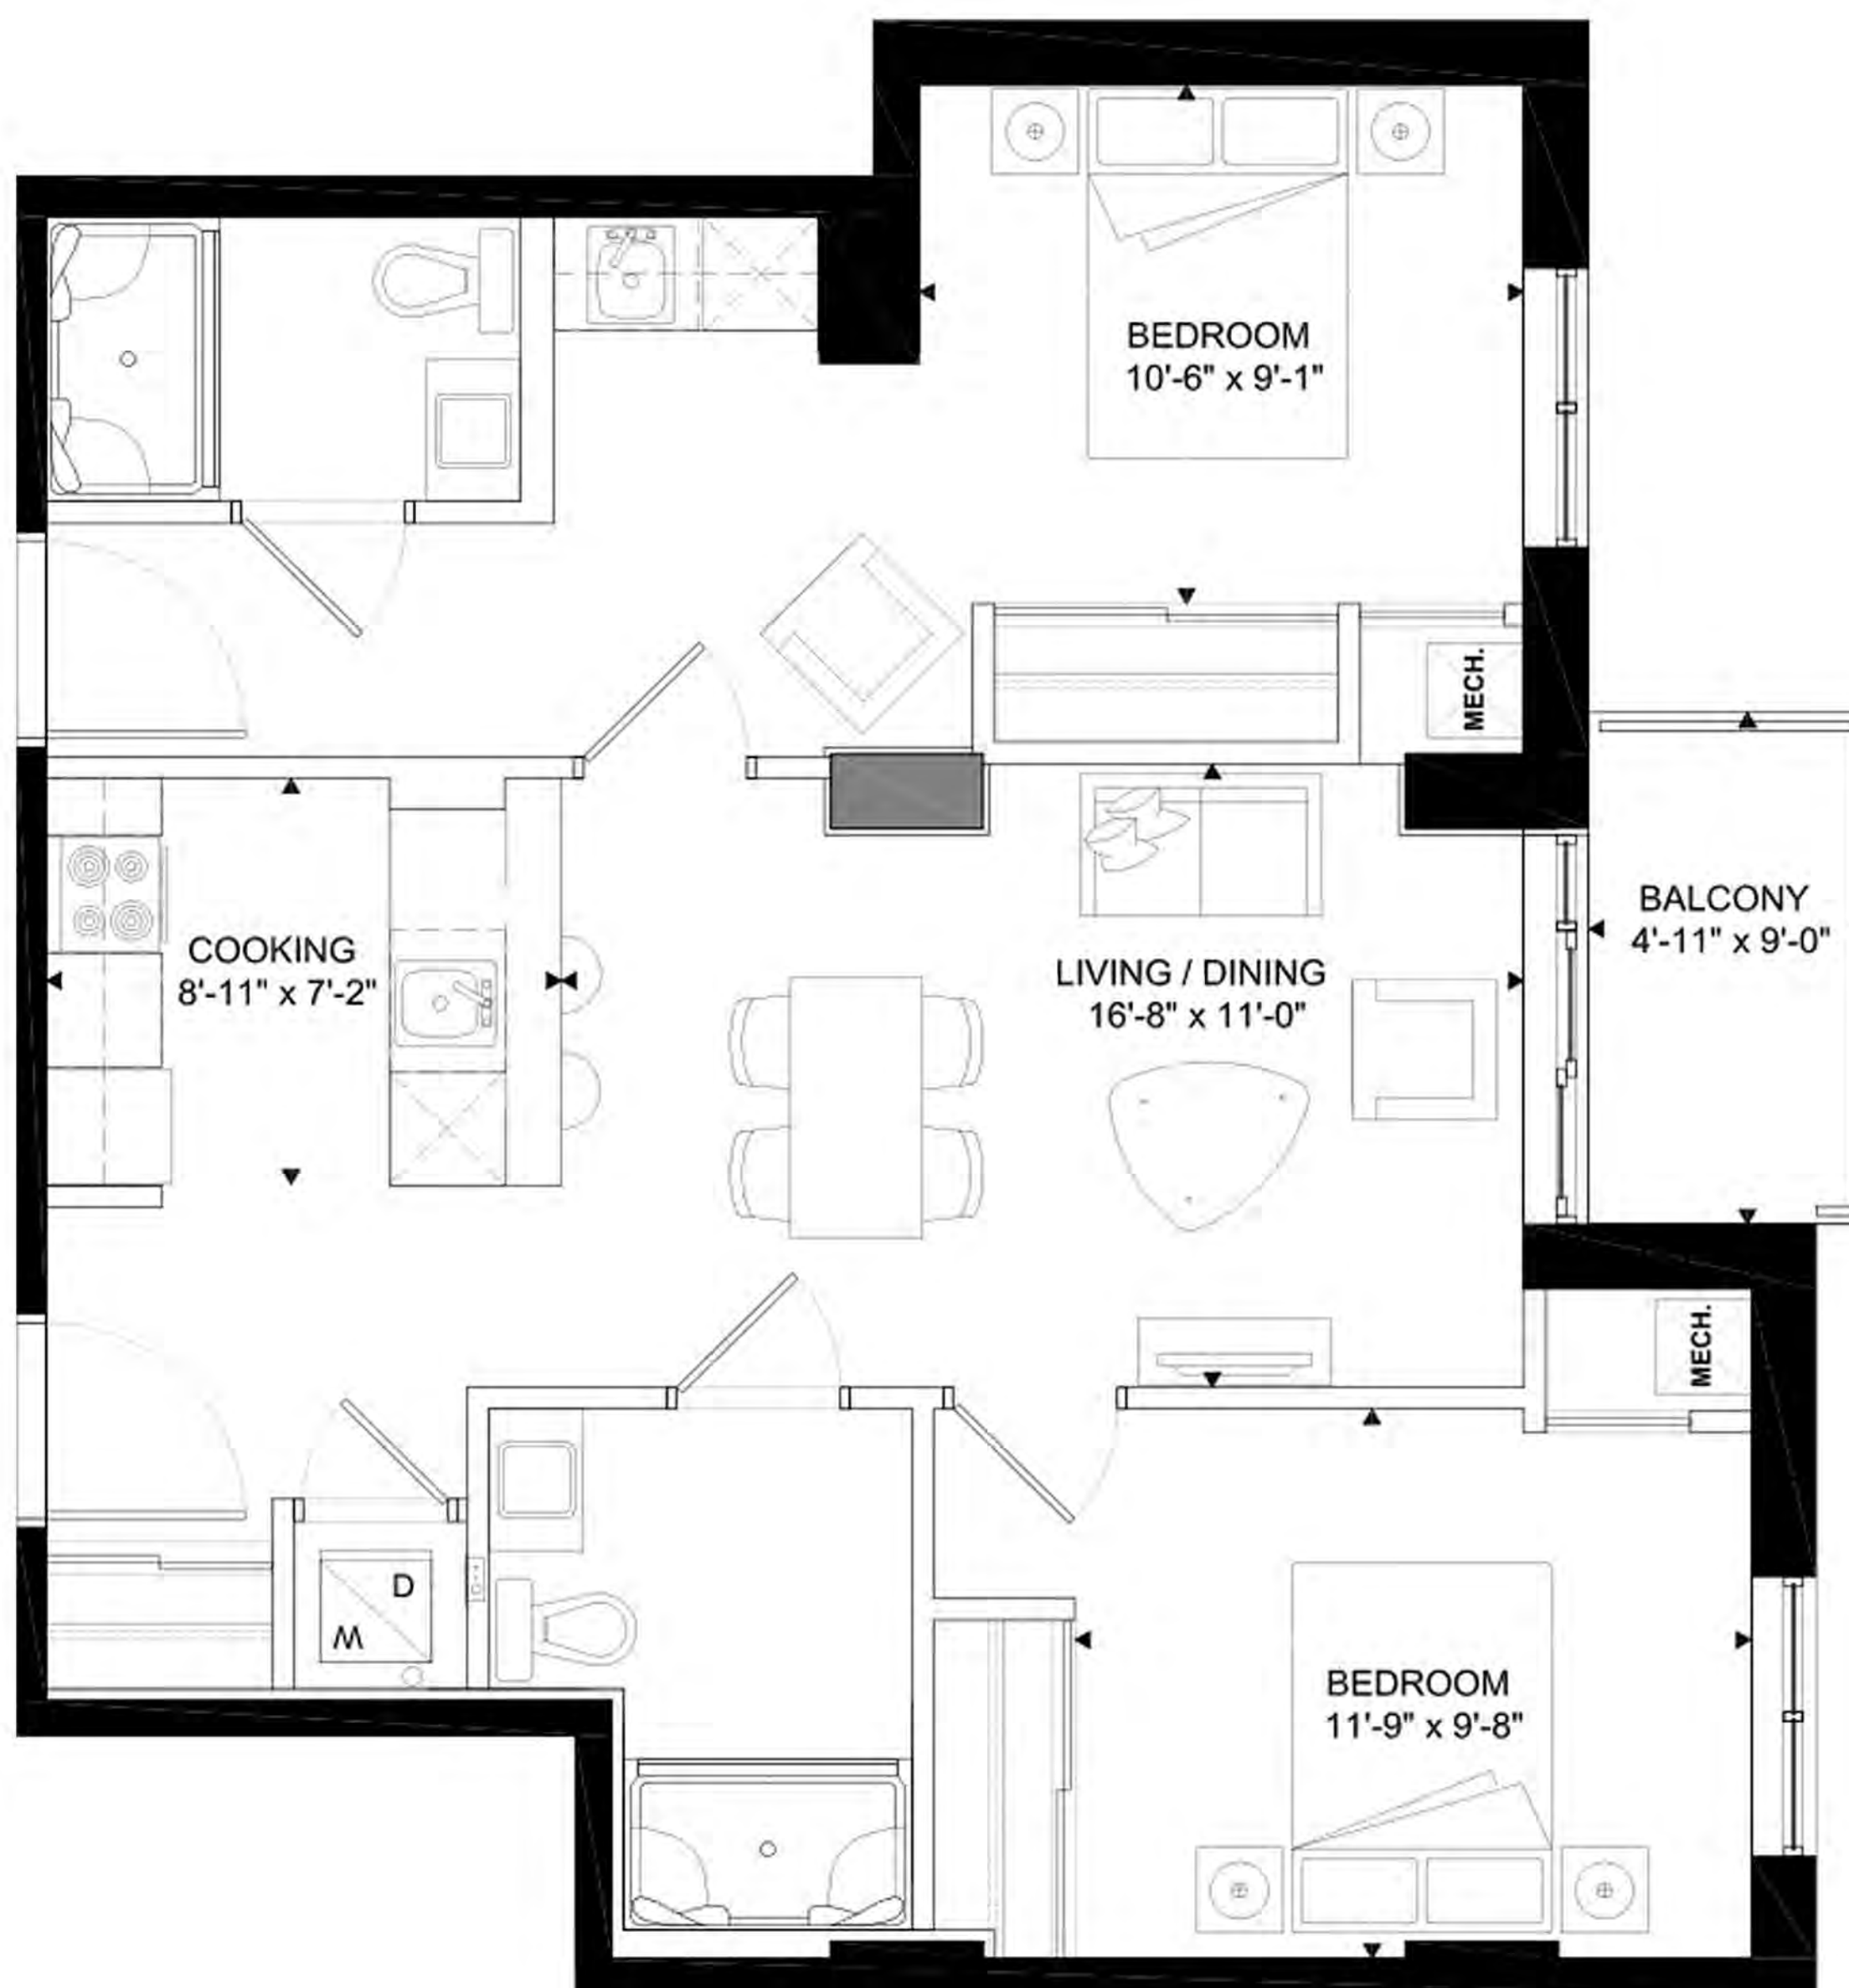 BEDROOM
10'-6" x 9'-1"
MECH.
BALCONY
4'-11" x 9'-0"
COOKING
8'-11" x 7'-2"
LIVING / DINING
16'-8" x 11'-0"
MECH.
D
W
BEDROOM
11'-9" x 9'-8"